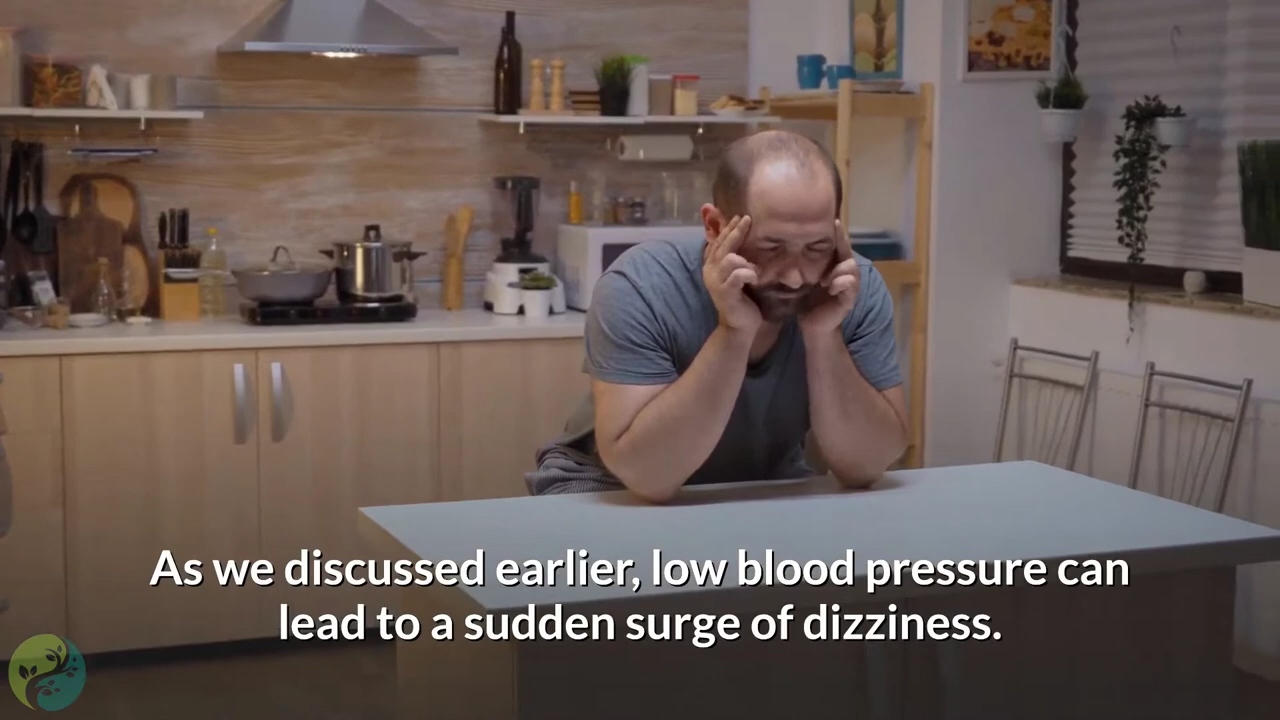 As we discussed earlier, low blood pressure can
lead to a sudden surge of dizziness.